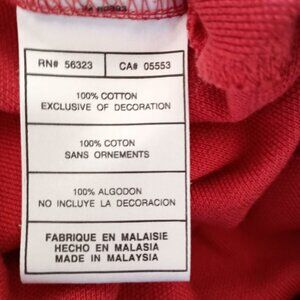 RN# 56323 CA# 05553
100% COTTON
EXCLUSIVE OF DECORATION
100% COTON
SANS ORNEMENTS
100% ALGODON
NO INCLUYE LA DECORACION
FABRIQUE EN MALAISIE
HECHO EN MALASIA
MADE IN MALAYSIA